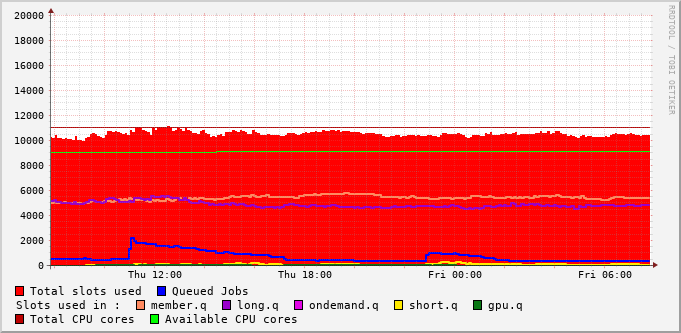 20000
18000
16000
14000
12000
10000
8000
6000
4000
2000
0
Thu 12:00 Thu 18:00 Fri 00:00 Fri 06:00
Total slots used Queued Jobs
Slots used in : member.q long.q ondemand.q short.q gpu.q
Total CPU cores Available CPU cores
RRDTOOL / TOBI OETIKER